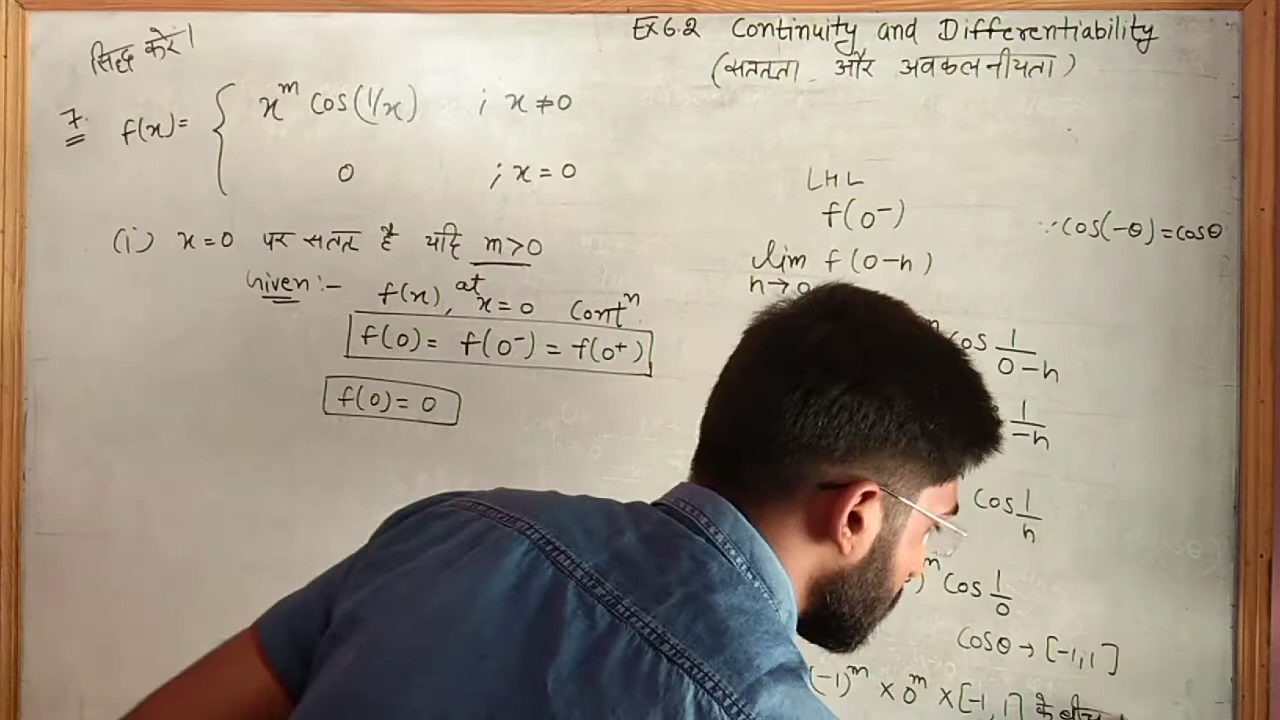 सिद्ध करें।
Ex 6.2 Continuity and Differentiability
(सततता और अवकलनीयता)
7. f(x) = { x^m cos(1/x) ; x ≠ 0
0 ; x = 0
(i) x = 0 पर सतत है यदि m > 0
Given :- f(x), at x = 0 Cont^n.
f(0) = f(0^-) = f(0^+)
f(0) = 0
LHL
f(0^-)
∵ cos(-θ) = cosθ
lim f(0-h)
h→0
cos 1/(0-h)
1/-h
cos 1/h
)^m cos 1/0
cosθ → [-1,1]
(-1)^m × 0^m × [-1,1] के बीच